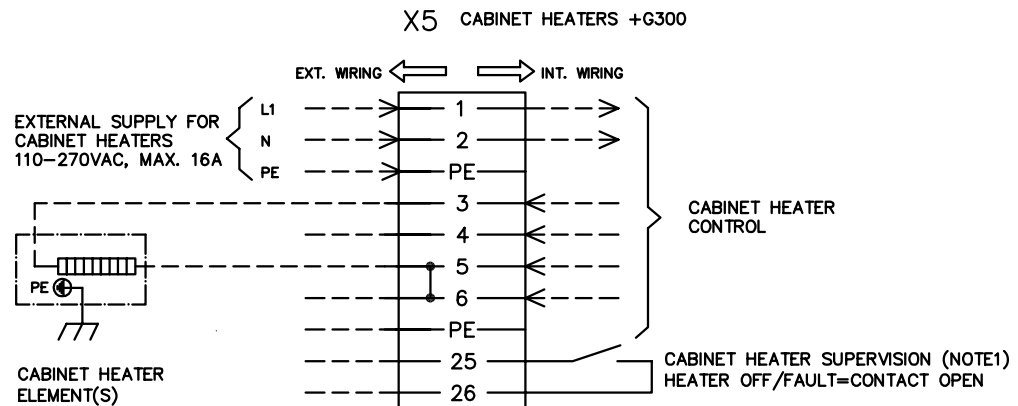 X5 CABINET HEATERS +G300
EXT. WIRING INT. WIRING
EXTERNAL SUPPLY FOR
CABINET HEATERS
110-270VAC, MAX. 16A
L1
N
PE
1
2
PE
3
4
5
6
PE
25
26
CABINET HEATER
CONTROL
PE
CABINET HEATER
ELEMENT(S)
CABINET HEATER SUPERVISION (NOTE1)
HEATER OFF/FAULT=CONTACT OPEN